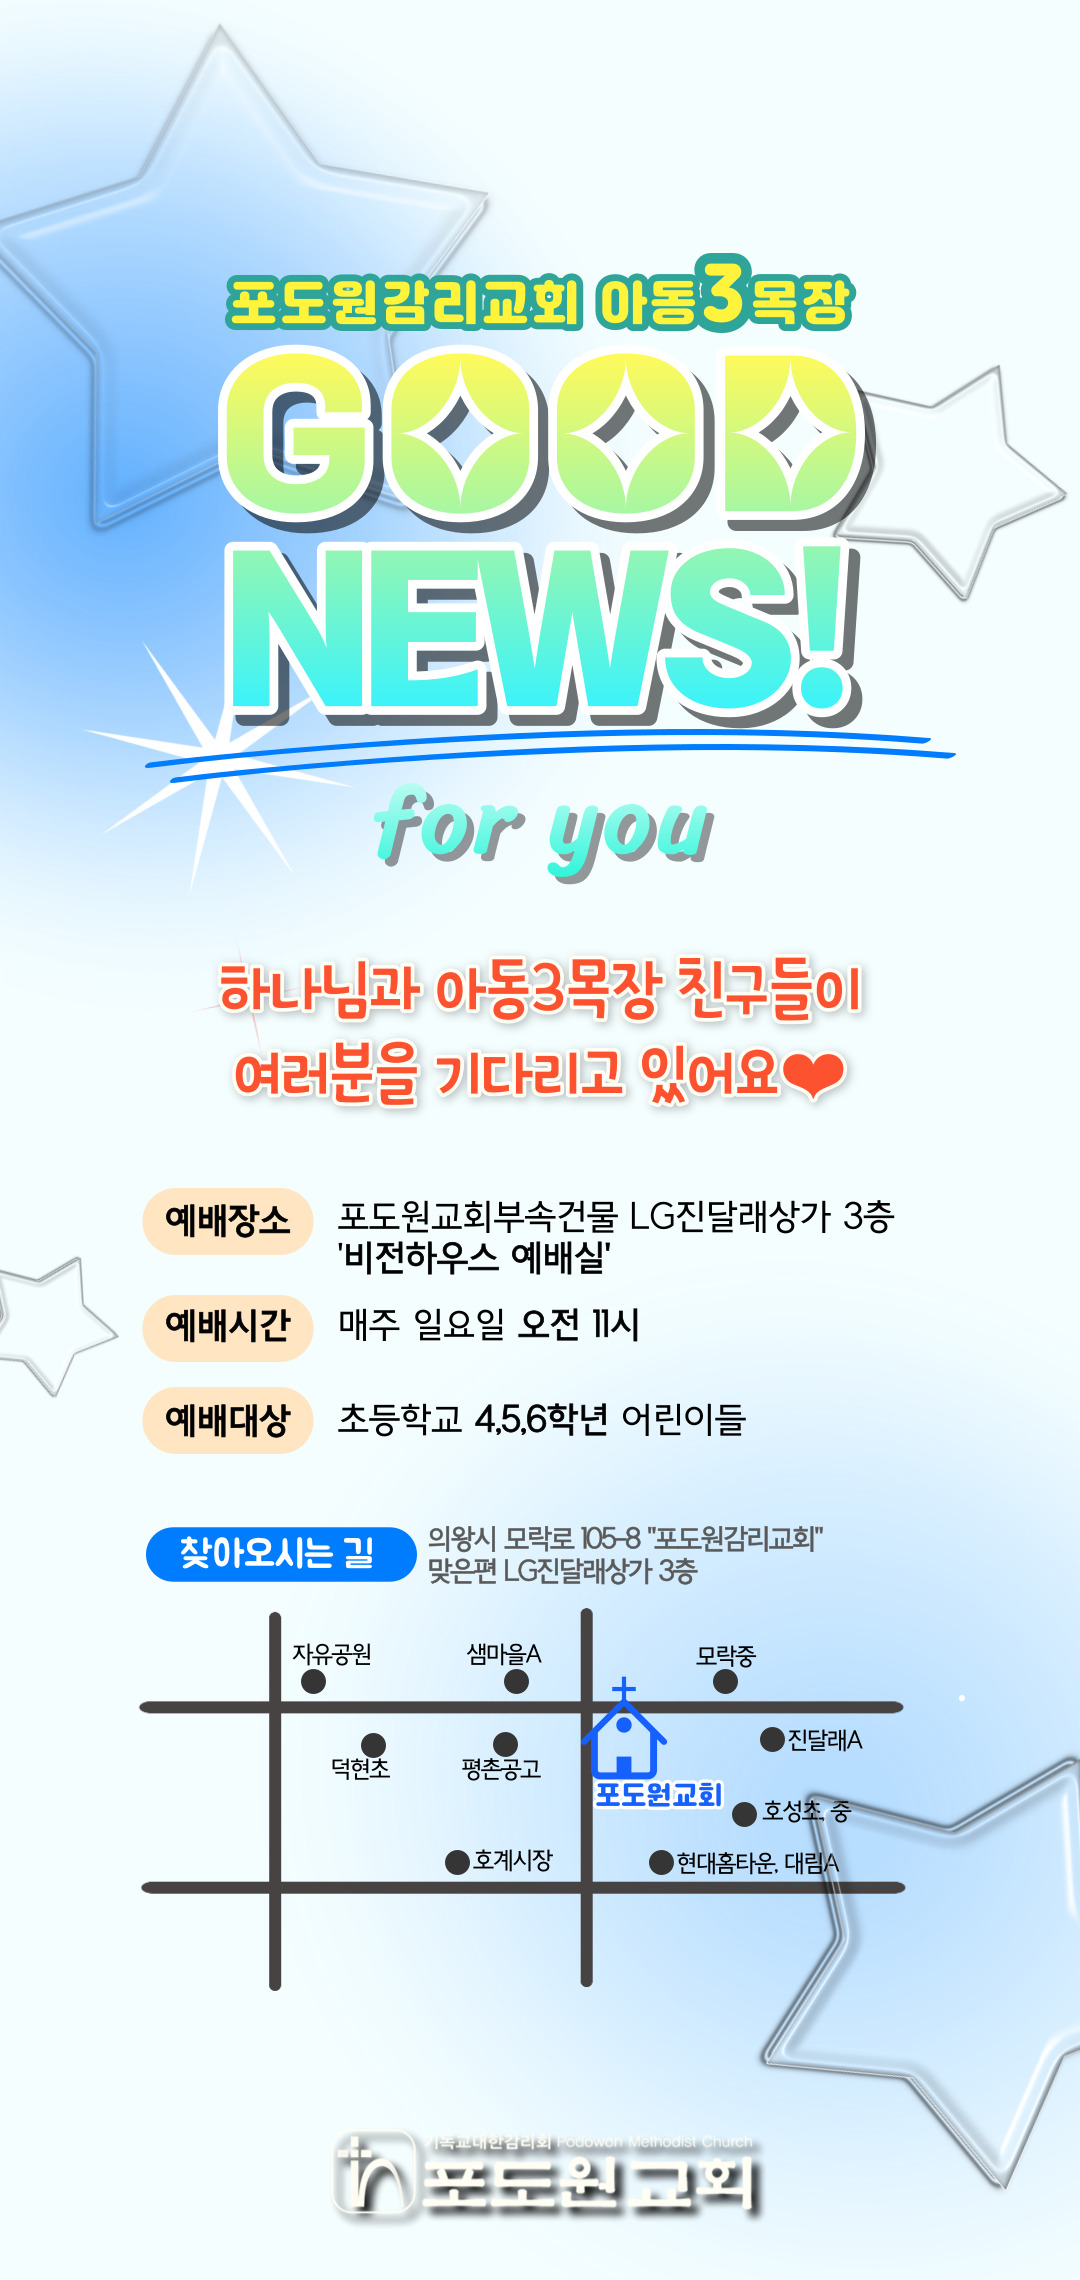 포도원감리교회 아동3목장
GOOD
NEWS!
for you
하나님과 아동3목장 친구들이
여러분을 기다리고 있어요❤
예배장소 포도원교회부속건물 LG진달래상가 3층
'비전하우스 예배실'
예배시간 매주 일요일 오전 11시
예배대상 초등학교 4,5,6학년 어린이들
찾아오시는 길
의왕시 모락로 105-8 "포도원감리교회"
맞은편 LG진달래상가 3층
자유공원
샘마을A
모락중
덕현초
평촌공고
진달래A
포도원교회
호성초, 중
호계시장
현대홈타운, 대림A
기독교대한감리회 Podowon Methodist Church
포도원교회